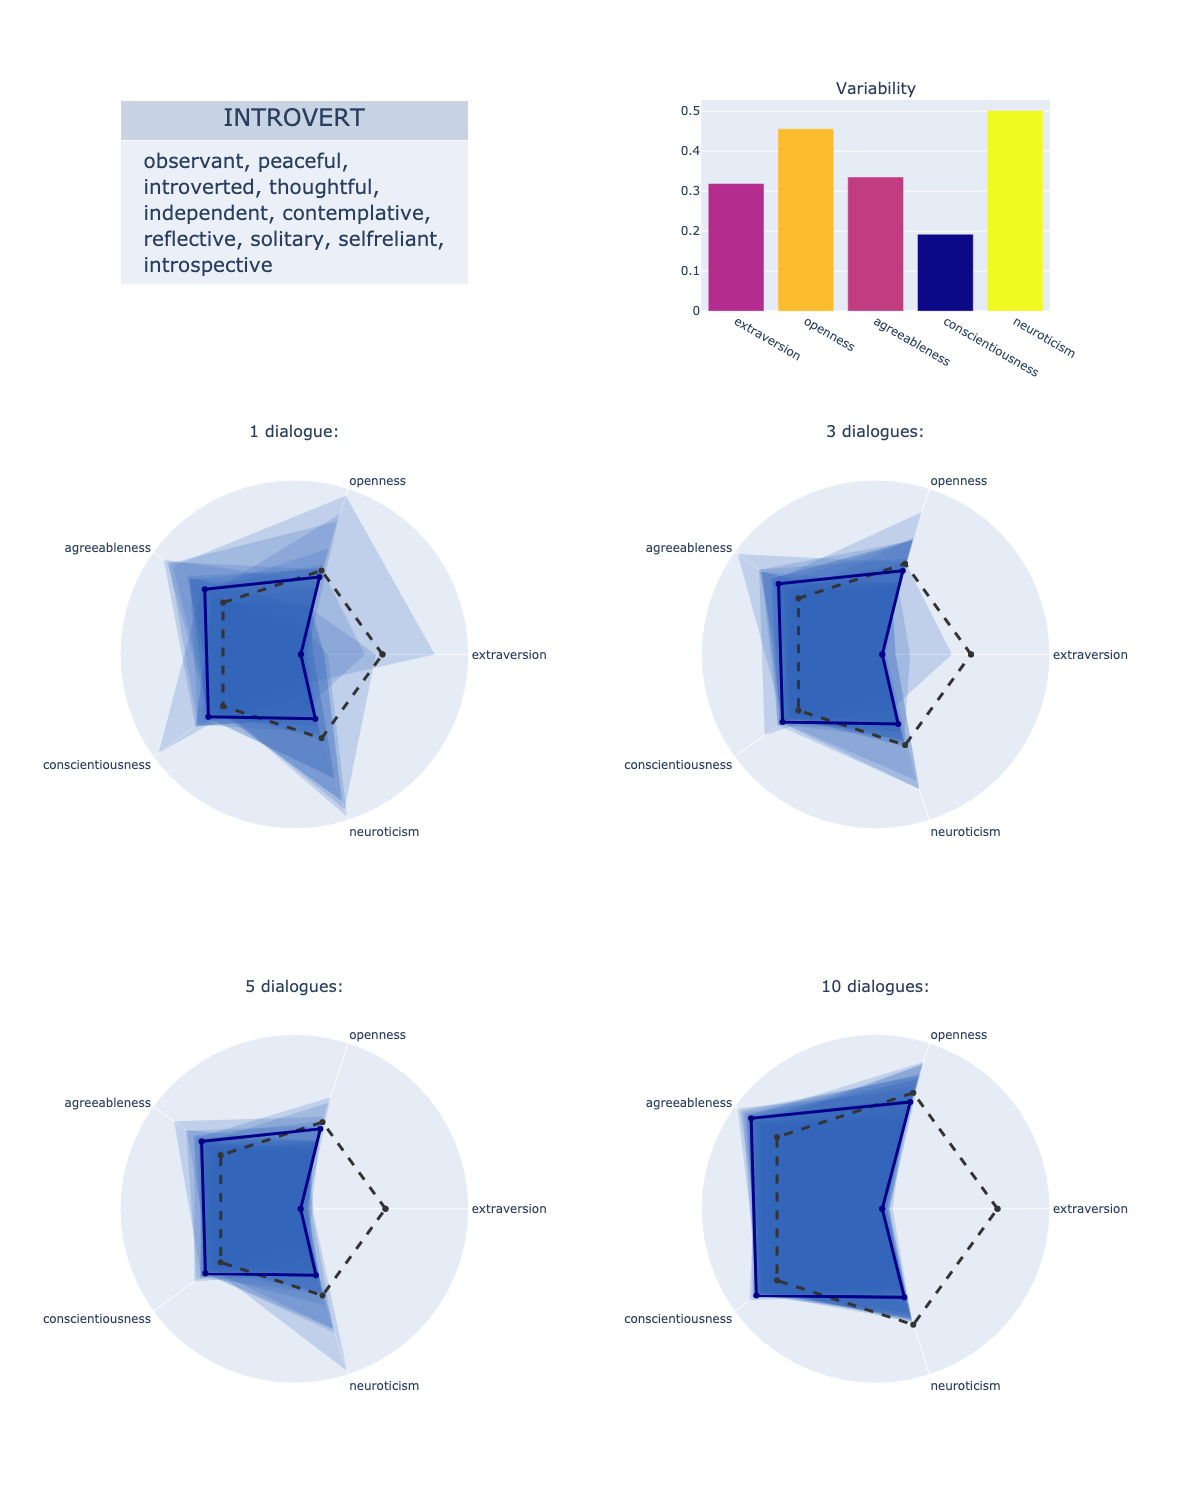 INTROVERT
observant, peaceful,
introverted, thoughtful,
independent, contemplative,
reflective, solitary, selfreliant,
introspective
Variability
0.5
0.4
0.3
0.2
0.1
0
extraversion
openness
agreeableness
conscientiousness
neuroticism
1 dialogue:
openness
agreeableness
extraversion
conscientiousness
neuroticism
3 dialogues:
openness
agreeableness
extraversion
conscientiousness
neuroticism
5 dialogues:
openness
agreeableness
extraversion
conscientiousness
neuroticism
10 dialogues:
openness
agreeableness
extraversion
conscientiousness
neuroticism